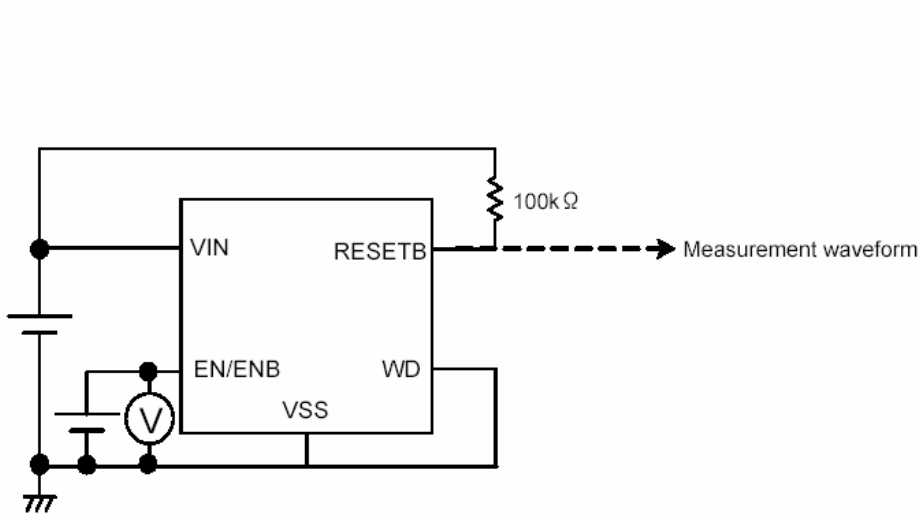 100kΩ
VIN
RESETB
Measurement waveform
EN/ENB
WD
V
VSS